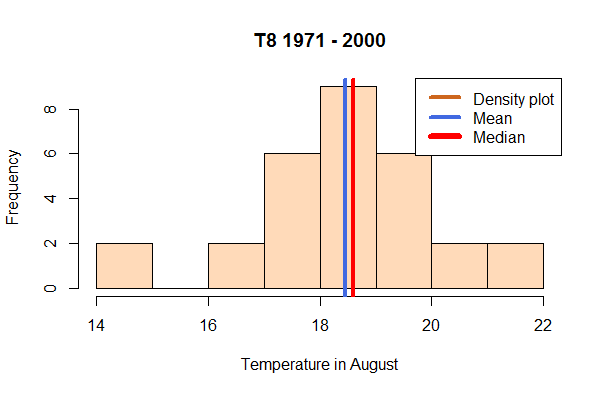 T8 1971 - 2000
Density plot
Mean
Median
Frequency
8
6
4
2
0
14 16 18 20 22
Temperature in August